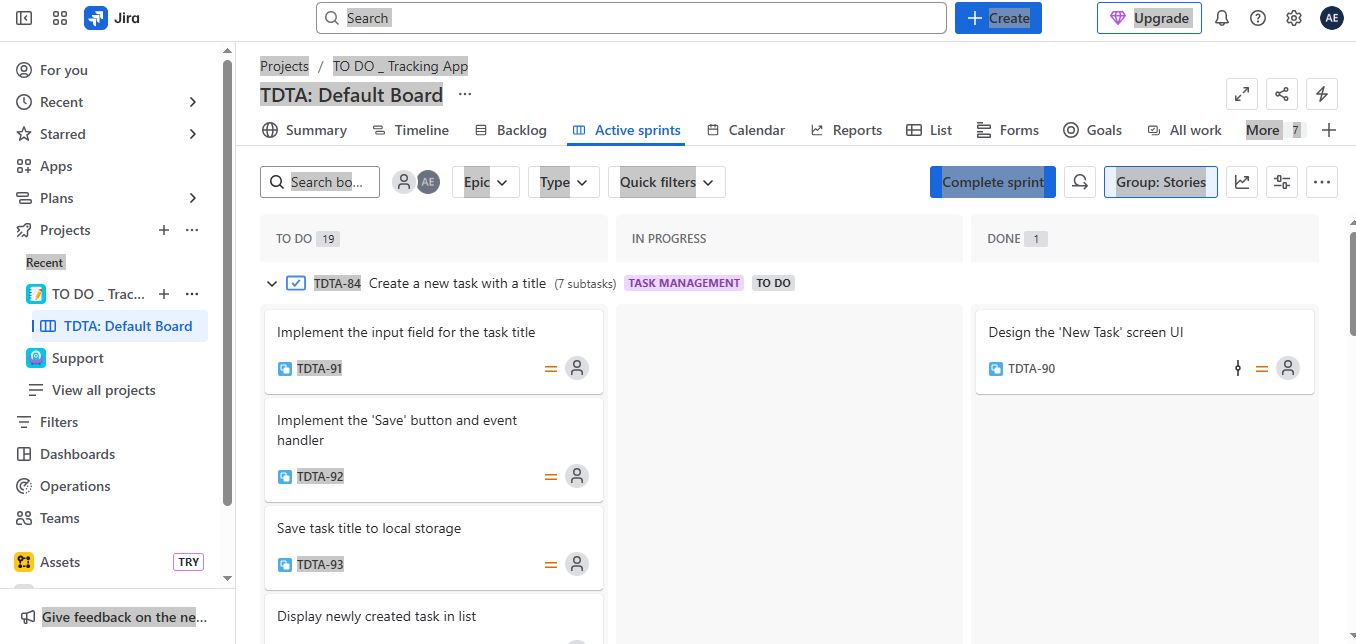 Jira
Search
Create
Upgrade
AE
For you
Recent
Starred
Apps
Plans
Projects
Recent
TO DO _ Trac...
TDTA: Default Board
Support
View all projects
Filters
Dashboards
Operations
Teams
Assets TRY
Give feedback on the ne...
Projects / TO DO _ Tracking App
TDTA: Default Board
Summary Timeline Backlog Active sprints Calendar Reports List Forms Goals All work More 7
Search bo... AE Epic Type Quick filters Complete sprint Group: Stories
TO DO 19 IN PROGRESS DONE 1
TDTA-84 Create a new task with a title (7 subtasks) TASK MANAGEMENT TO DO
Implement the input field for the task title
TDTA-91
Implement the 'Save' button and event
handler
TDTA-92
Save task title to local storage
TDTA-93
Display newly created task in list
Design the 'New Task' screen UI
TDTA-90